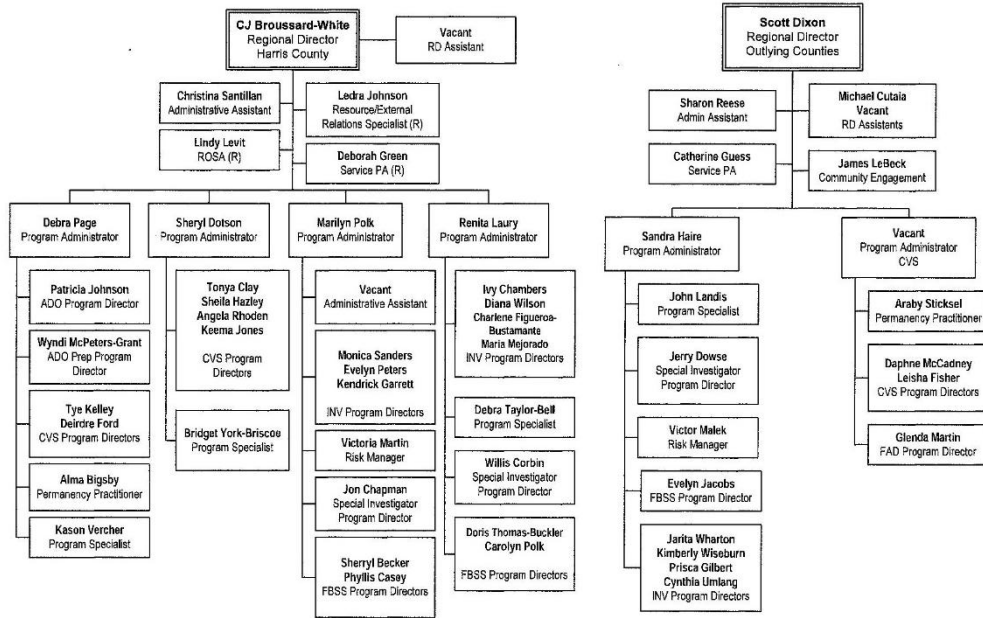 CJ Broussard-White
Regional Director
Harris County
Vacant
RD Assistant
Christina Santillan
Administrative Assistant
Ledra Johnson
Resource/External
Relations Specialist (R)
Lindy Levit
ROSA (R)
Deborah Green
Service PA (R)
Debra Page
Program Administrator
Patricia Johnson
ADO Program Director
Wyndi McPeters-Grant
ADO Prep Program
Director
Tye Kelley
Deirdre Ford
CVS Program Directors
Alma Bigsby
Permanency Practitioner
Kason Vercher
Program Specialist
Sheryl Dotson
Program Administrator
Tonya Clay
Sheila Hazley
Angela Rhoden
Keema Jones
CVS Program
Directors
Bridget York-Briscoe
Program Specialist
Marilyn Polk
Program Administrator
Vacant
Administrative Assistant
Monica Sanders
Evelyn Peters
Kendrick Garrett
INV Program Directors
Victoria Martin
Risk Manager
Jon Chapman
Special Investigator
Program Director
Sherryl Becker
Phyllis Casey
FBSS Program Directors
Renita Laury
Program Administrator
Ivy Chambers
Diana Wilson
Charlene Figueroa-
Bustamante
Maria Mejorado
INV Program Directors
Debra Taylor-Bell
Program Specialist
Willis Corbin
Special Investigator
Program Director
Doris Thomas-Buckler
Carolyn Polk
FBSS Program Directors
Scott Dixon
Regional Director
Outlying Counties
Sharon Reese
Admin Assistant
Michael Cutaia
Vacant
RD Assistents
Catherine Guess
Service PA
James LeBeck
Community Engagement
Sandra Haire
Program Administrator
John Landis
Program Specialist
Jerry Dowse
Special Investigator
Program Director
Victor Malek
Risk Manager
Evelyn Jacobs
FBSS Program Director
Jarita Wharton
Kimberly Wiseburn
Prisca Gilbert
Cynthia Umlang
INV Program Directors
Vacant
Program Administrator
CVS
Araby Sticksel
Permanency Practitioner
Daphne McCadney
Leisha Fisher
CVS Program Directors
Glenda Martin
FAD Program Director